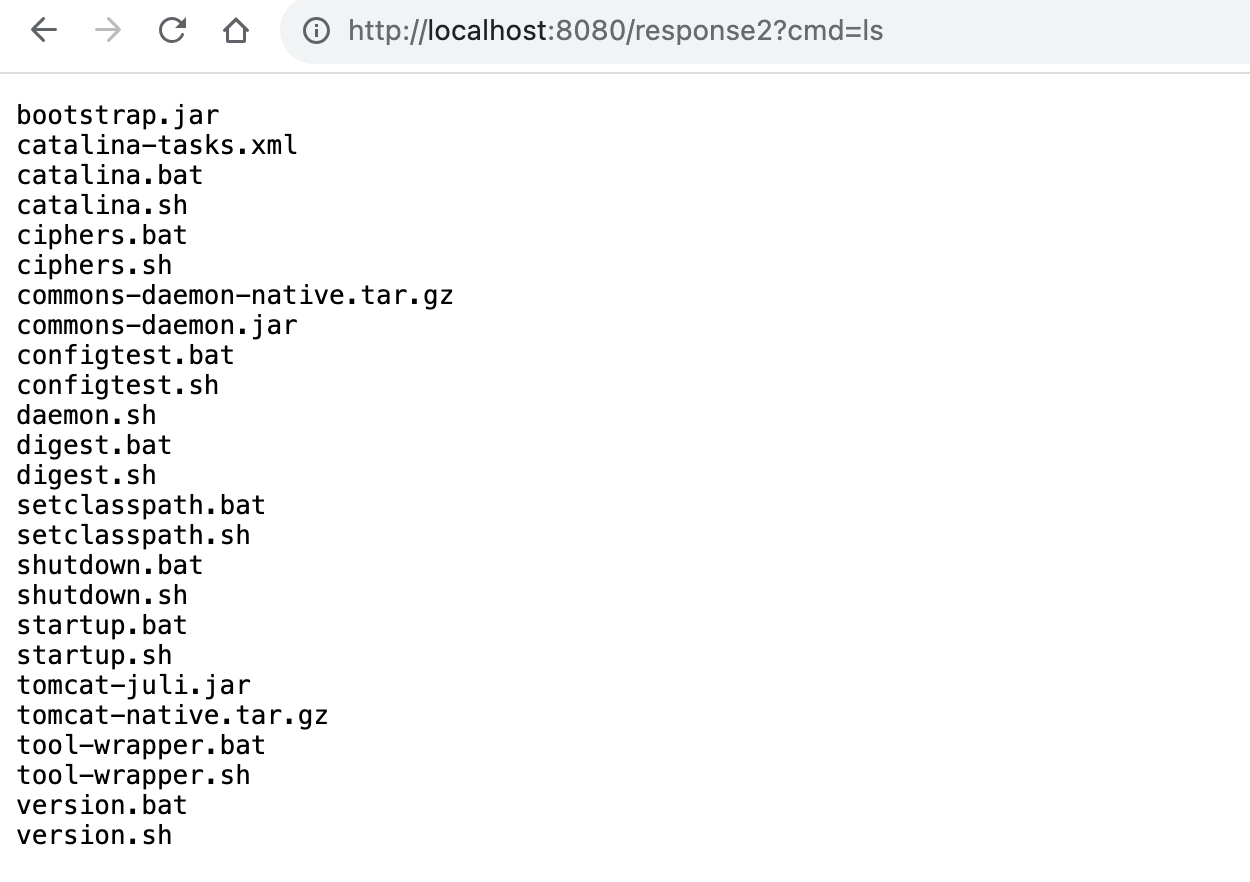 http://localhost:8080/response2?cmd=ls
bootstrap.jar
catalina-tasks.xml
catalina.bat
catalina.sh
ciphers.bat
ciphers.sh
commons-daemon-native.tar.gz
commons-daemon.jar
configtest.bat
configtest.sh
daemon.sh
digest.bat
digest.sh
setclasspath.bat
setclasspath.sh
shutdown.bat
shutdown.sh
startup.bat
startup.sh
tomcat-juli.jar
tomcat-native.tar.gz
tool-wrapper.bat
tool-wrapper.sh
version.bat
version.sh